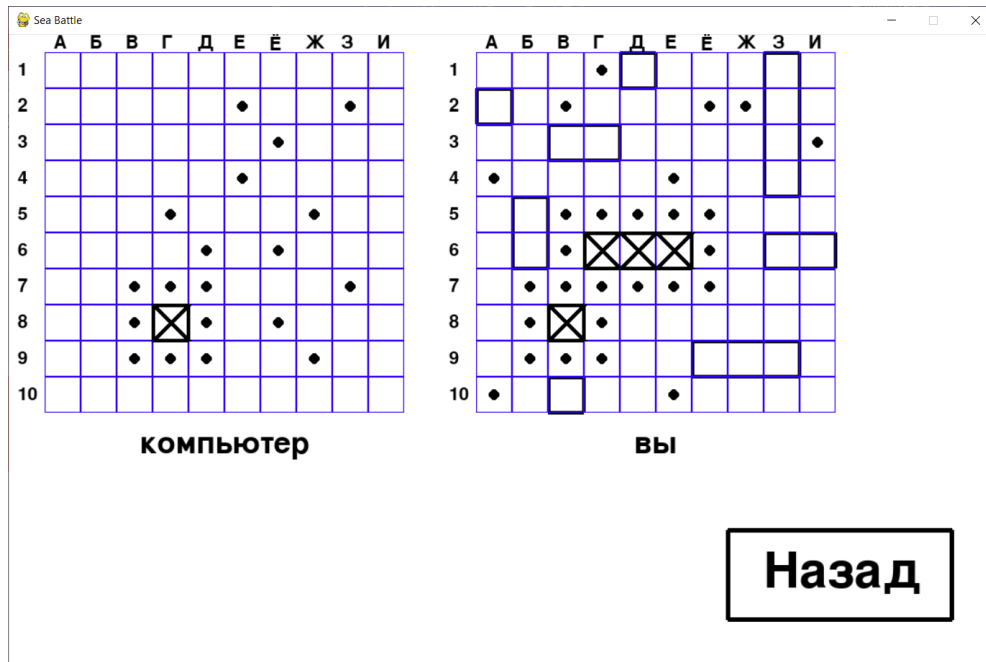 Sea Battle
А Б В Г Д Е Ё Ж З И
А Б В Г Д Е Ё Ж З И
1 1
2 2
3 3
4 4
5 5
6 6
7 7
8 8
9 9
10 10
компьютер
вы
Назад